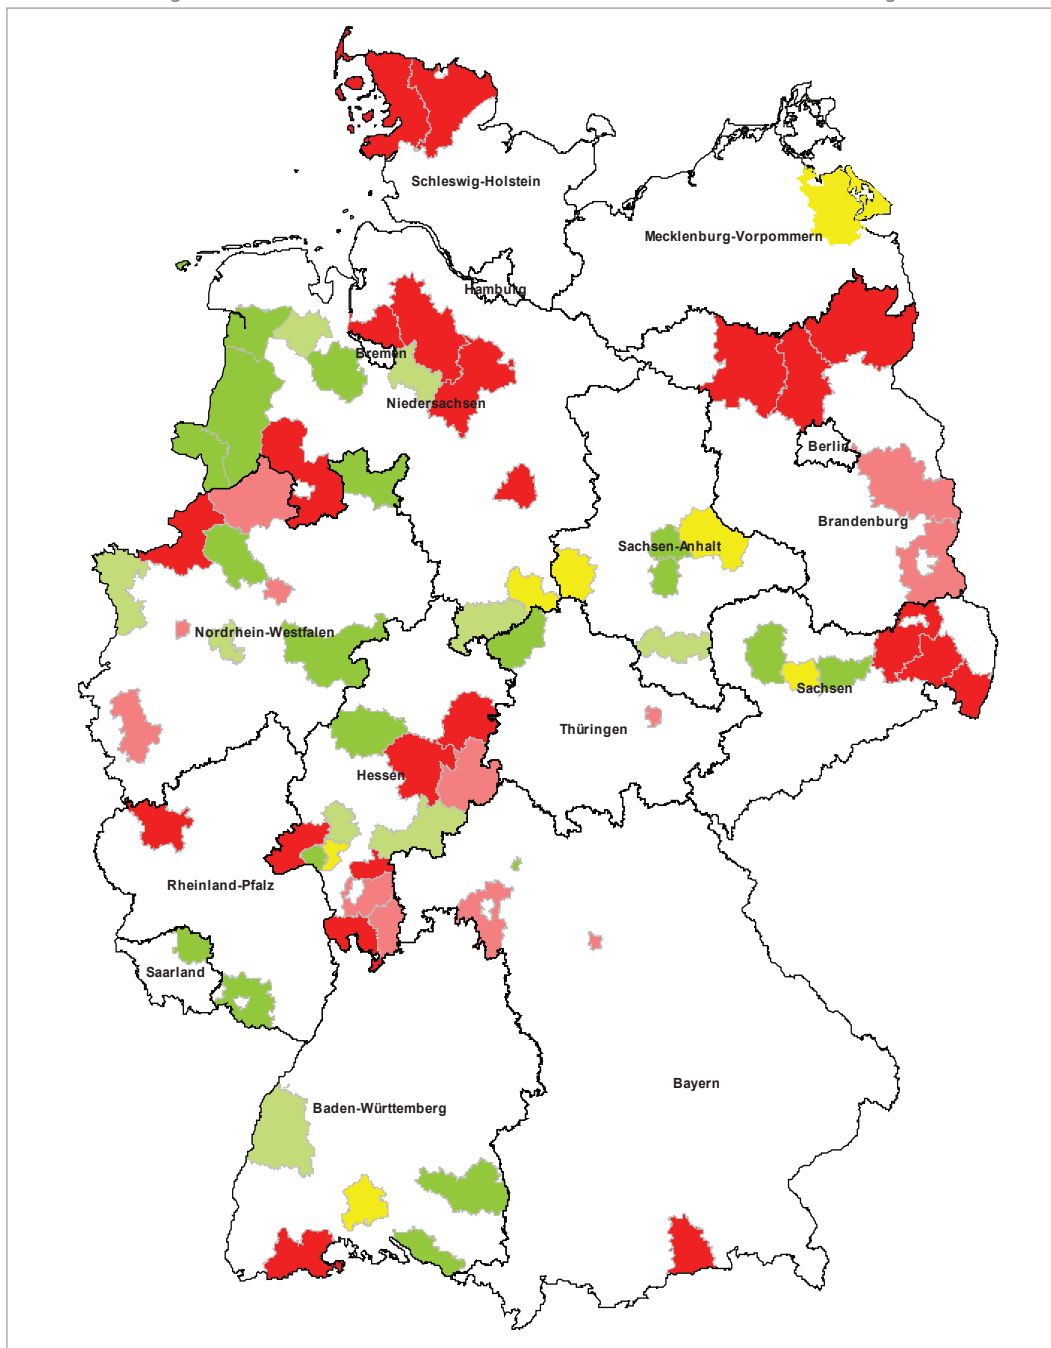 Schleswig-Holstein
Mecklenburg-Vorpommern
Hamburg
Bremen
Niedersachsen
Berlin
Brandenburg
Sachsen-Anhalt
Nordrhein-Westfalen
Sachsen
Thüringen
Hessen
Rheinland-Pfalz
Saarland
Bayern
Baden-Württemberg